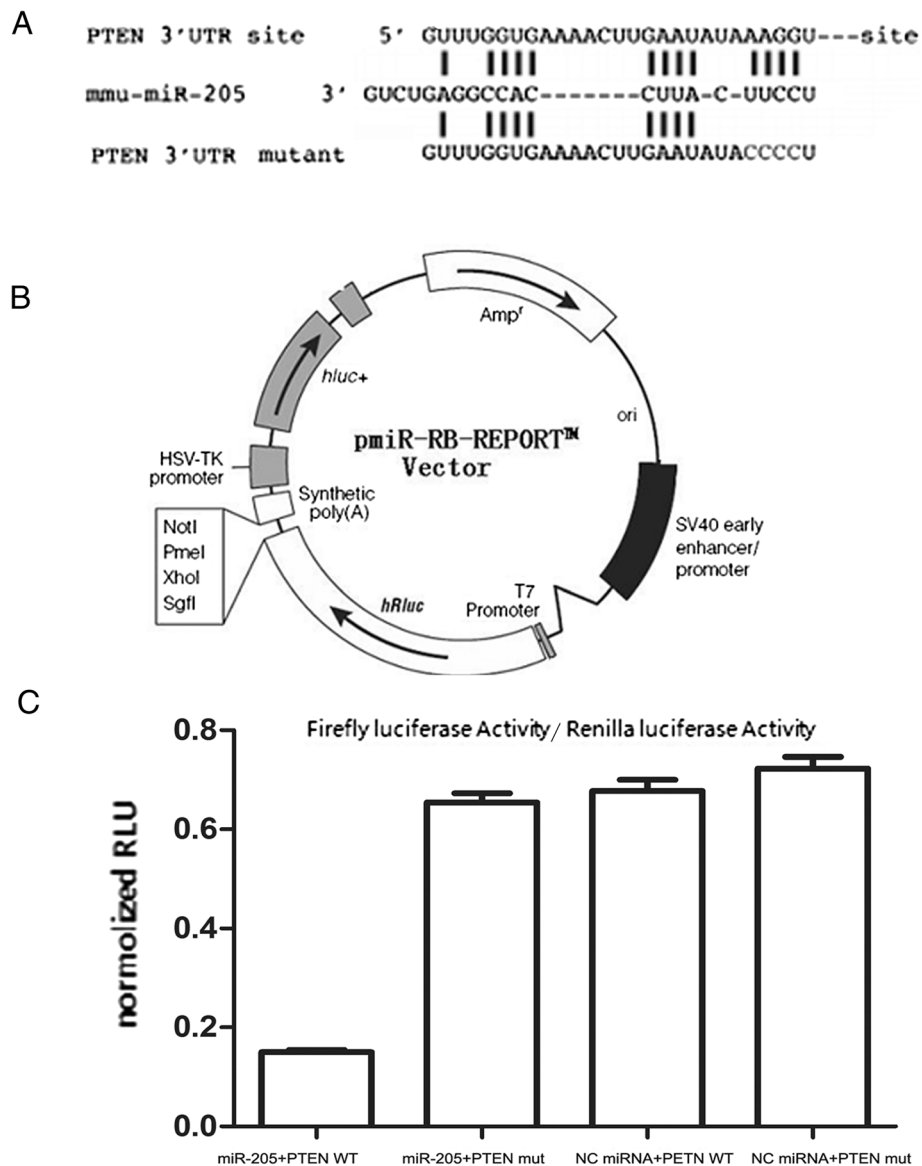 A
PTEN 3'UTR site 5' GUUUGGUGAAAACUUGAAUAUAAAGGU---site
mmu-miR-205 3' GUCUGAGGCCAC-------CUUA-C-UUCCU
PTEN 3'UTR mutant GUUUGGUGAAAACUUGAAUAUACCCCU
B
Ampʳ
hluc+
ori
pmiR-RB-REPORT™
Vector
HSV-TK
promoter
Synthetic
poly(A)
NotI
PmeI
XhoI
SgfI
SV40 early
enhancer/
promoter
T7
Promoter
hRluc
C
Firefly luciferase Activity/ Renilla luciferase Activity
normolized RLU
0.8
0.6
0.4
0.2
0.0
miR-205+PTEN WT
miR-205+PTEN mut
NC miRNA+PETN WT
NC miRNA+PTEN mut